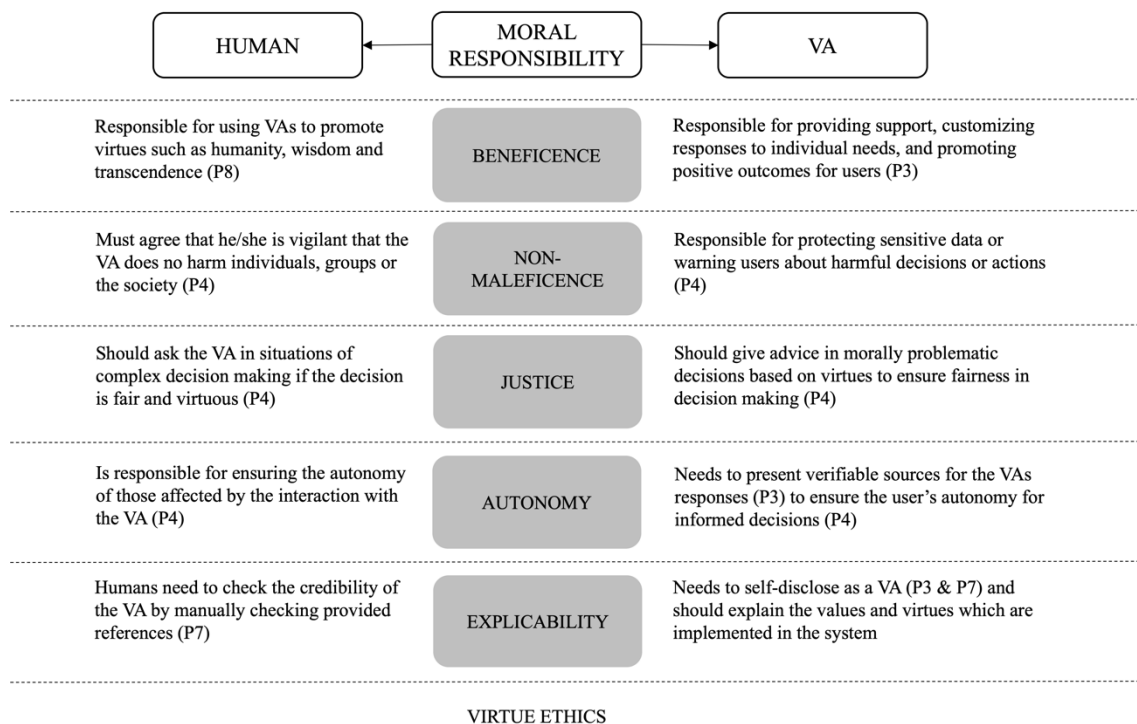 HUMAN
MORAL
RESPONSIBILITY
VA
Responsible for using VAs to promote
virtues such as humanity, wisdom and
transcendence (P8)
BENEFICENCE
Responsible for providing support, customizing
responses to individual needs, and promoting
positive outcomes for users (P3)
Must agree that he/she is vigilant that the
VA does no harm individuals, groups or
the society (P4)
NON-
MALEFICENCE
Responsible for protecting sensitive data or
warning users about harmful decisions or actions
(P4)
Should ask the VA in situations of
complex decision making if the decision
is fair and virtuous (P4)
JUSTICE
Should give advice in morally problematic
decisions based on virtues to ensure fairness in
decision making (P4)
Is responsible for ensuring the autonomy
of those affected by the interaction with
the VA (P4)
AUTONOMY
Needs to present verifiable sources for the VAs
responses (P3) to ensure the user’s autonomy for
informed decisions (P4)
Humans need to check the credibility of
the VA by manually checking provided
references (P7)
EXPLICABILITY
Needs to self-disclose as a VA (P3 & P7) and
should explain the values and virtues which are
implemented in the system
VIRTUE ETHICS